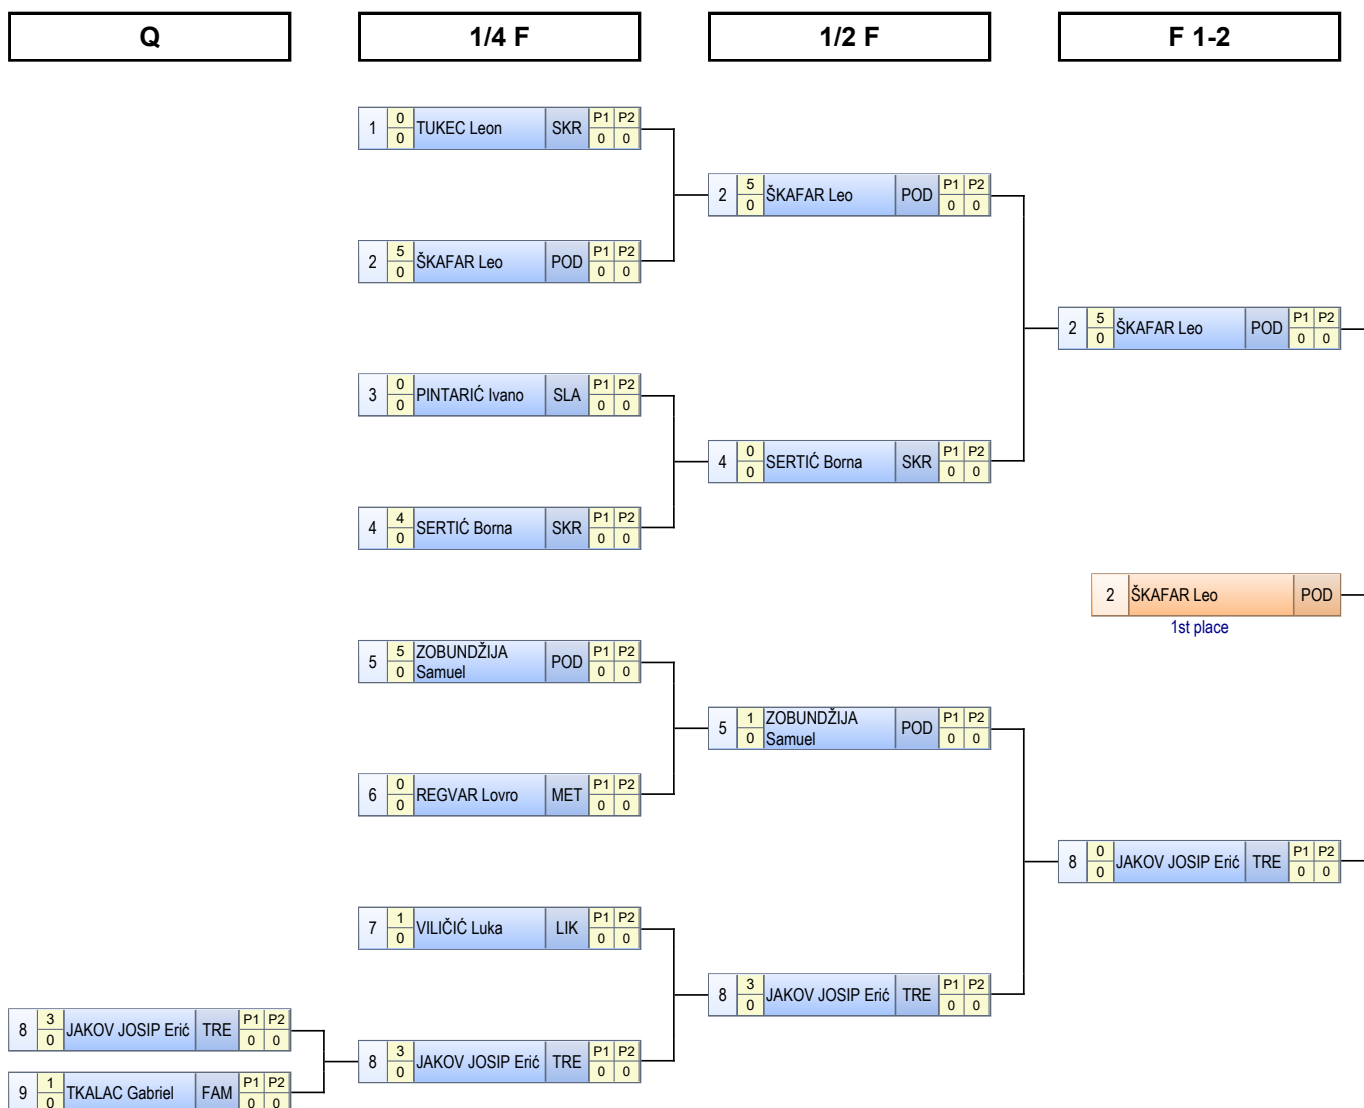 Q 1/4 F 1/2 F F 1-2
1 0 0 TUKEC Leon SKR P1 P2 0 0
2 5 0 ŠKAFAR Leo POD P1 P2 0 0
2 5 0 ŠKAFAR Leo POD P1 P2 0 0
2 5 0 ŠKAFAR Leo POD P1 P2 0 0
3 0 0 PINTARIĆ Ivano SLA P1 P2 0 0
4 0 0 SERTIĆ Borna SKR P1 P2 0 0
4 4 0 SERTIĆ Borna SKR P1 P2 0 0
2 ŠKAFAR Leo POD
1st place
5 5 0 ZOBUNDŽIJA
Samuel POD P1 P2 0 0
5 1 0 ZOBUNDŽIJA
Samuel POD P1 P2 0 0
6 0 0 REGVAR Lovro MET P1 P2 0 0
8 0 0 JAKOV JOSIP Erić TRE P1 P2 0 0
7 1 0 VILIČIĆ Luka LIK P1 P2 0 0
8 3 0 JAKOV JOSIP Erić TRE P1 P2 0 0
8 3 0 JAKOV JOSIP Erić TRE P1 P2 0 0
8 3 0 JAKOV JOSIP Erić TRE P1 P2 0 0
9 1 0 TKALAC Gabriel FAM P1 P2 0 0